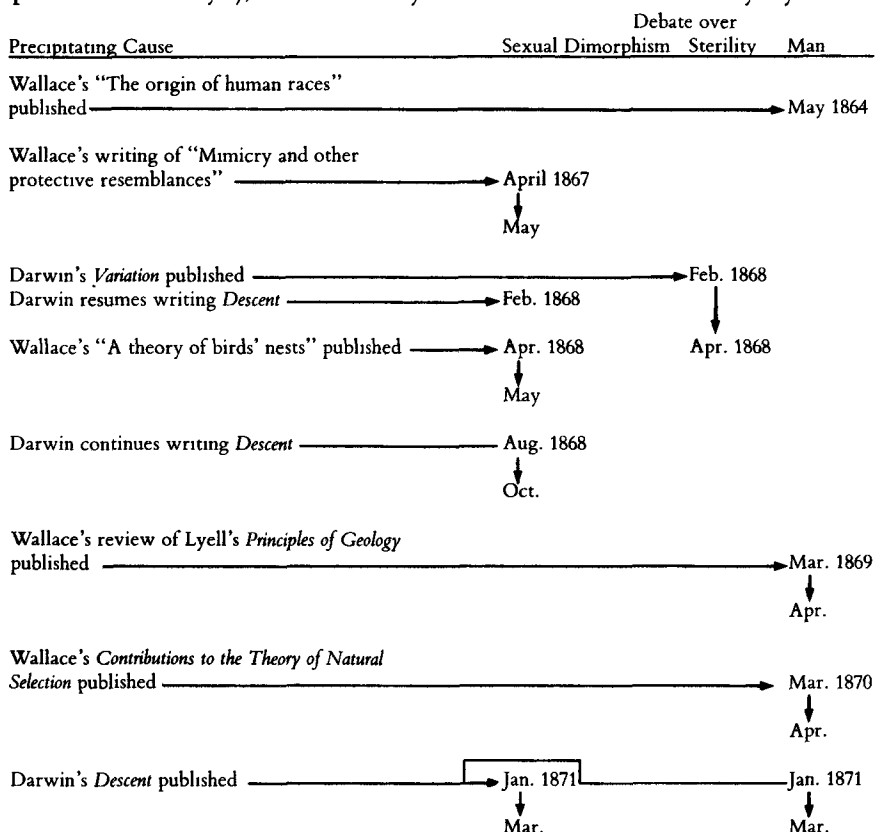 Debate over
Precipitating Cause Sexual Dimorphism Sterility Man
Wallace's "The origin of human races"
published May 1864
Wallace's writing of "Mimicry and other
protective resemblances" April 1867
May
Darwin's Variation published Feb. 1868
Darwin resumes writing Descent Feb. 1868
Wallace's "A theory of birds' nests" published Apr. 1868 Apr. 1868
May
Darwin continues writing Descent Aug. 1868
Oct.
Wallace's review of Lyell's Principles of Geology
published Mar. 1869
Apr.
Wallace's Contributions to the Theory of Natural
Selection published Mar. 1870
Apr.
Darwin's Descent published Jan. 1871 Jan. 1871
Mar. Mar.